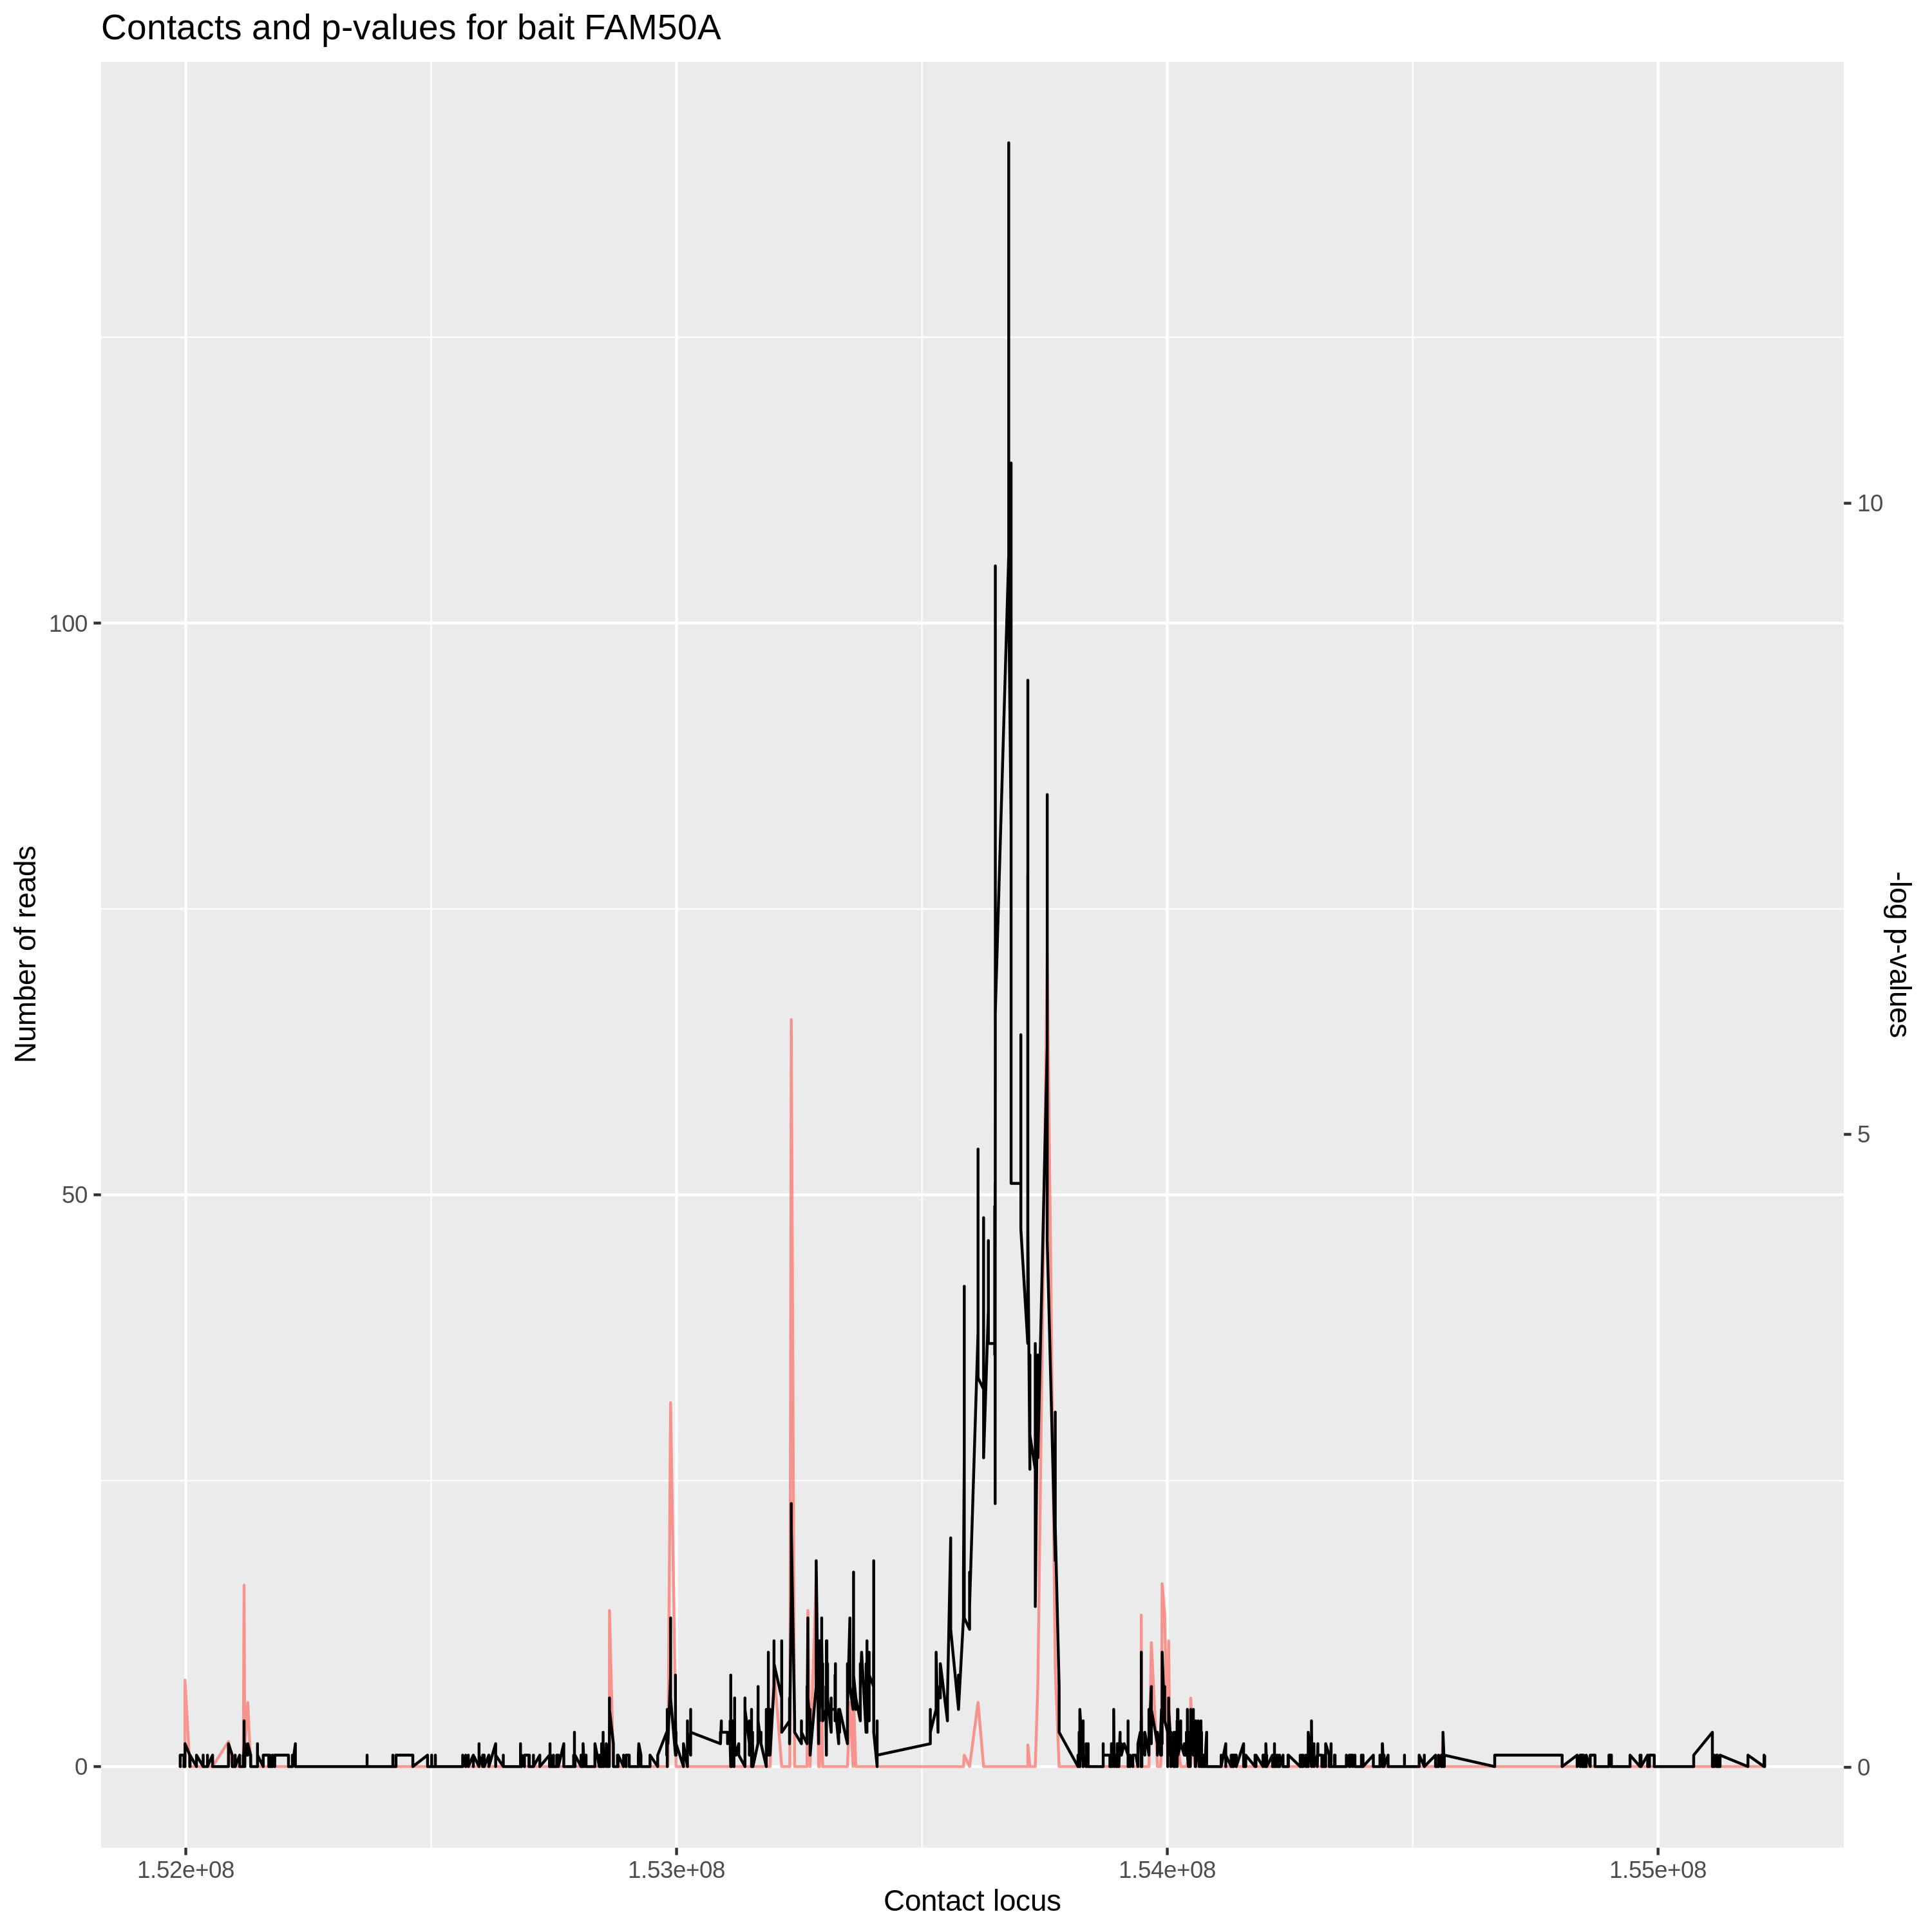 Contacts and p-values for bait FAM50A
Number of reads
100
50
0
10
5
0
-log p-values
1.52e+08
1.53e+08
1.54e+08
1.55e+08
Contact locus